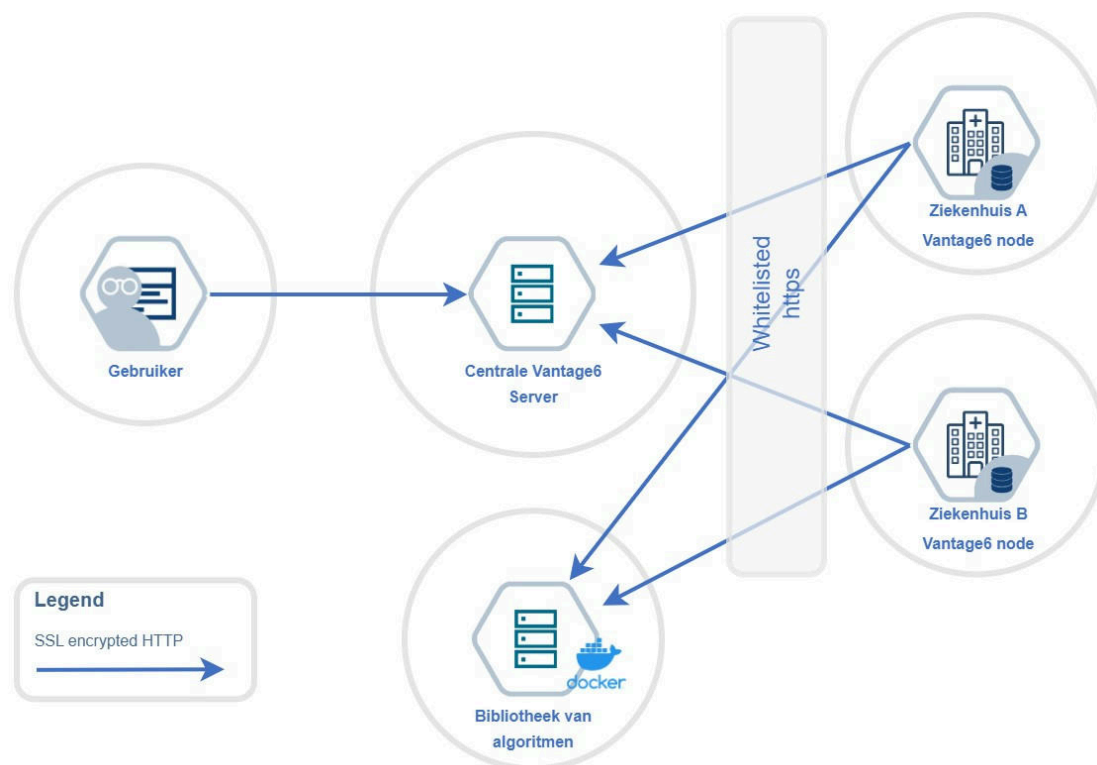 Gebruiker
Centrale Vantage6
Server
Whitelisted
https
Ziekenhuis A
Vantage6 node
Ziekenhuis B
Vantage6 node
Legend
SSL encrypted HTTP
docker
Bibliotheek van
algoritmen